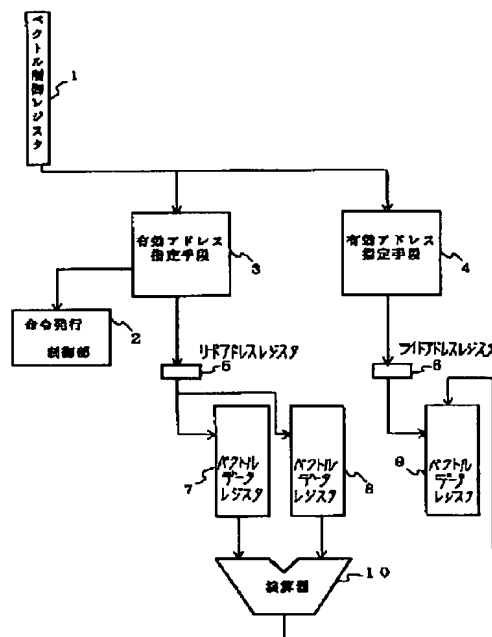 ベクトル制御レジスタ
1
有効アドレス
指定手段
3
有効アドレス
指定手段
4
命令発行
制御部
2
リードアドレスレジスタ
5
ライトアドレスレジスタ
6
7
ベクトル
データ
レジスタ
ベクトル
データ
レジスタ
8
9
ベクトル
データ
レジスタ
演算器
10